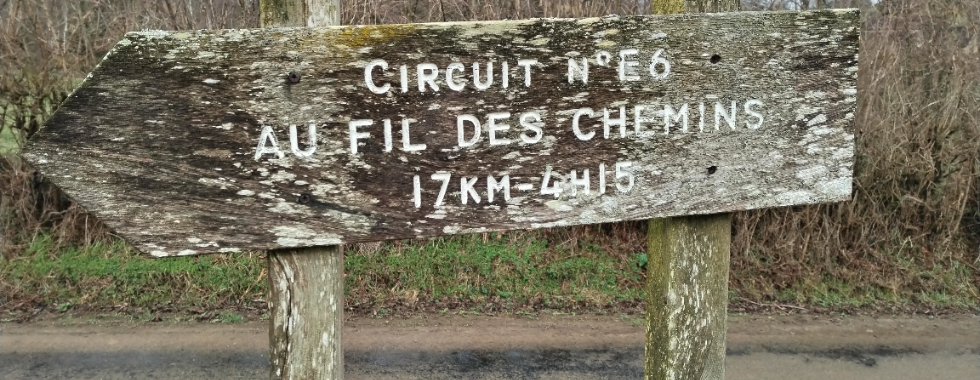 CIRCUIT N°E6
AU FIL DES CHEMINS
17KM-4H15